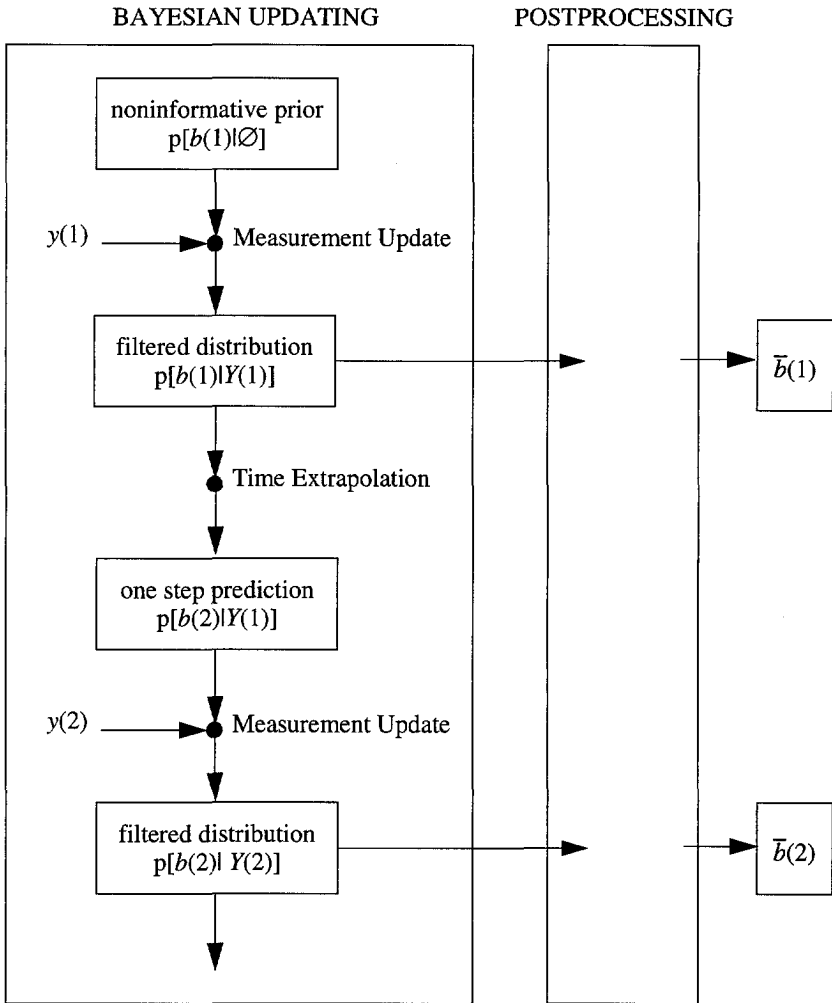 BAYESIAN UPDATING
POSTPROCESSING
noninformative prior
p[b(1)|∅]
y(1)
Measurement Update
filtered distribution
p[b(1)|Y(1)]
b̅(1)
Time Extrapolation
one step prediction
p[b(2)|Y(1)]
y(2)
Measurement Update
filtered distribution
p[b(2)| Y(2)]
b̅(2)